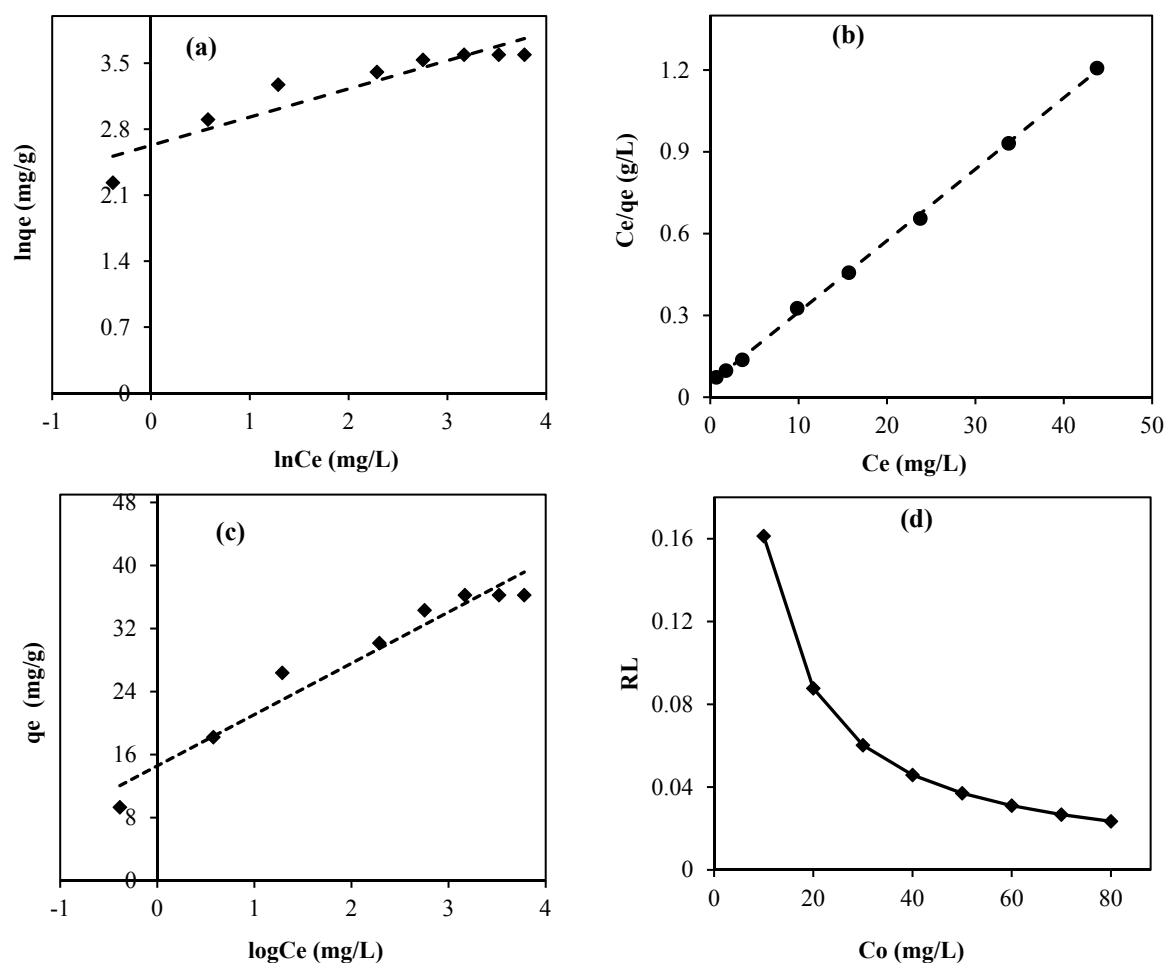 (a)
lnqe (mg/g)
3.5
2.8
2.1
1.4
0.7
0
-1 0 1 2 3 4
lnCe (mg/L)
(b)
Ce/qe (g/L)
1.2
0.9
0.6
0.3
0
0 10 20 30 40 50
Ce (mg/L)
(c)
qe (mg/g)
48
40
32
24
16
8
0
-1 0 1 2 3 4
logCe (mg/L)
(d)
RL
0.16
0.12
0.08
0.04
0
0 20 40 60 80
Co (mg/L)